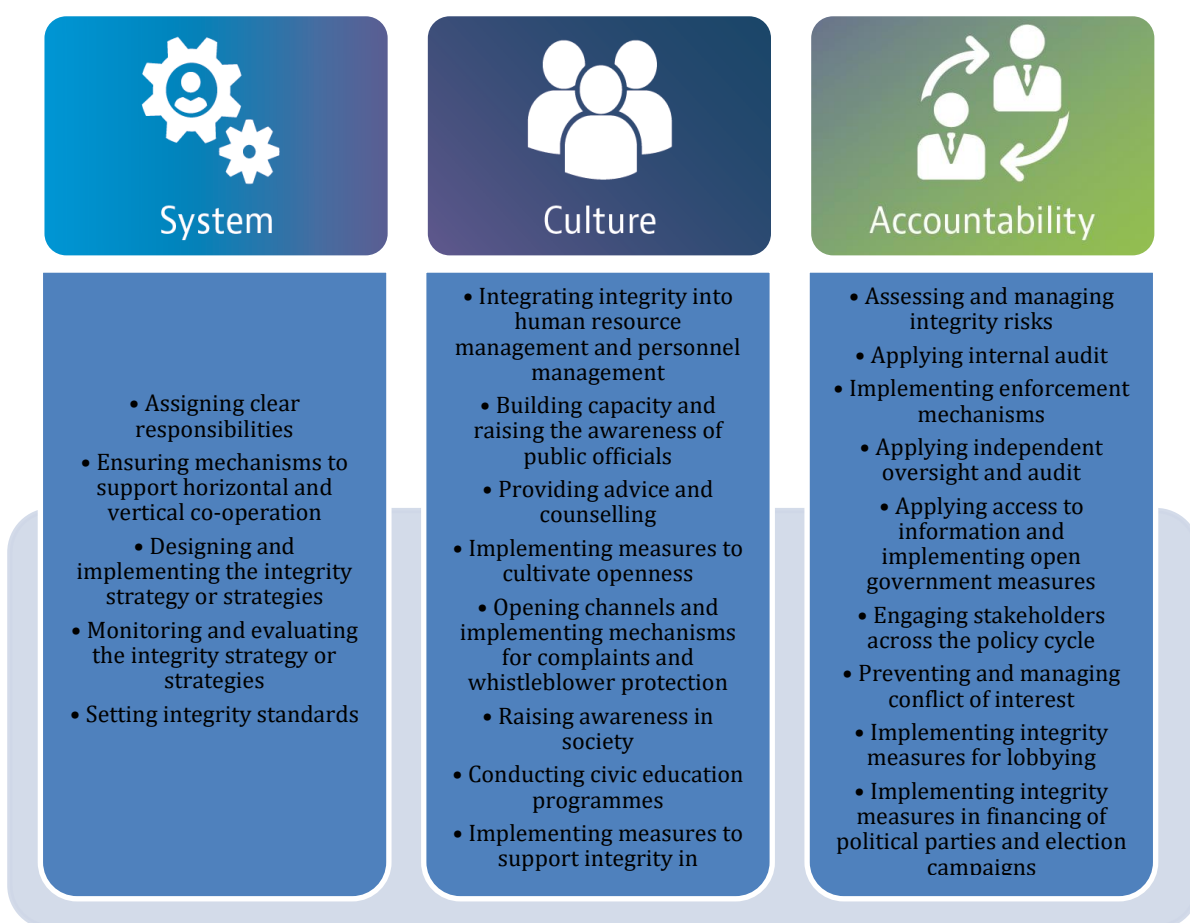 System
• Assigning clear
responsibilities
• Ensuring mechanisms to
support horizontal and
vertical co-operation
• Designing and
implementing the integrity
strategy or strategies
• Monitoring and evaluating
the integrity strategy or
strategies
• Setting integrity standards
Culture
• Integrating integrity into
human resource
management and personnel
management
• Building capacity and
raising the awareness of
public officials
• Providing advice and
counselling
• Implementing measures to
cultivate openness
• Opening channels and
implementing mechanisms
for complaints and
whistleblower protection
• Raising awareness in
society
• Conducting civic education
programmes
• Implementing measures to
support integrity in
Accountability
• Assessing and managing
integrity risks
• Applying internal audit
• Implementing enforcement
mechanisms
• Applying independent
oversight and audit
• Applying access to
information and
implementing open
government measures
• Engaging stakeholders
across the policy cycle
• Preventing and managing
conflict of interest
• Implementing integrity
measures for lobbying
• Implementing integrity
measures in financing of
political parties and election
campaigns